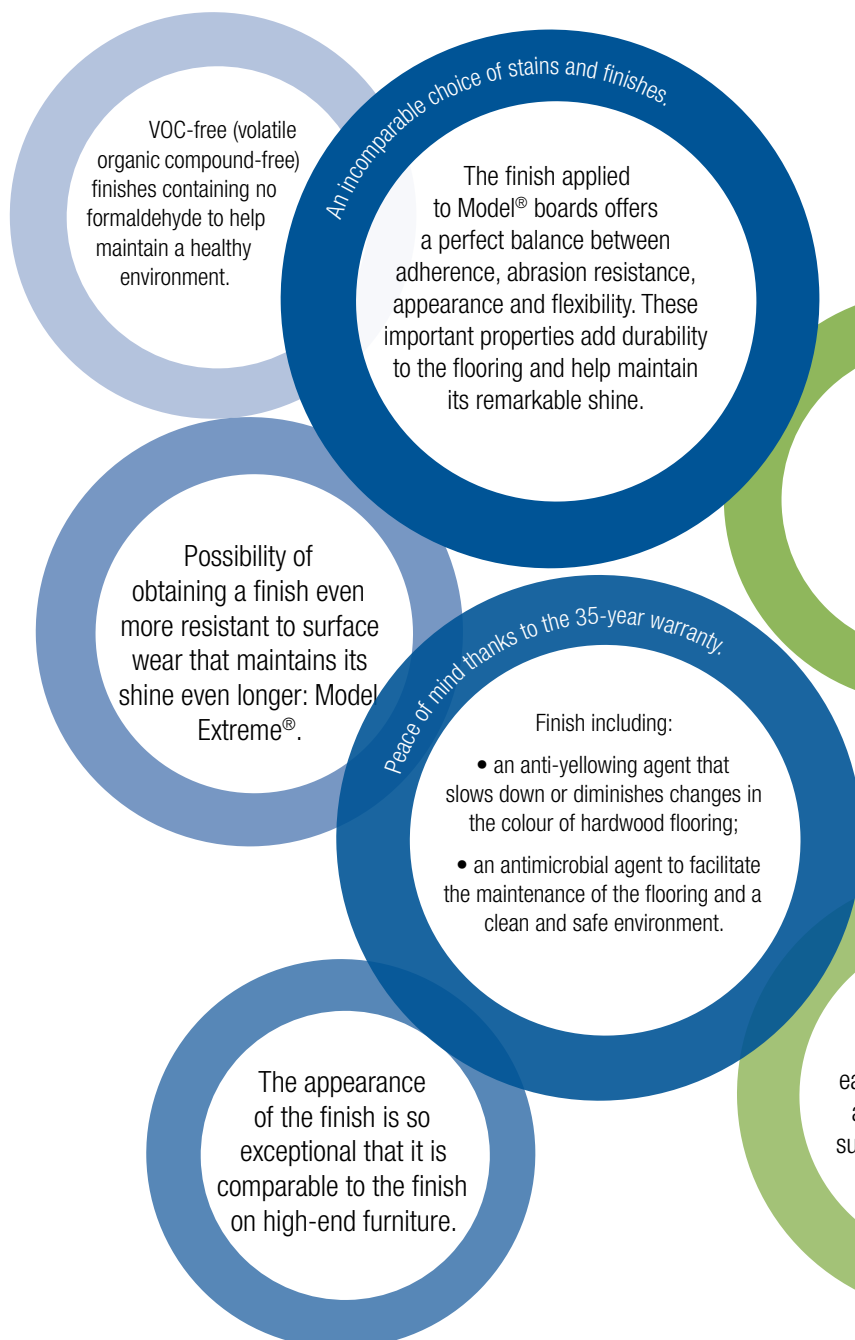 VOC-free (volatile
organic compound-free)
finishes containing no
formaldehyde to help
maintain a healthy
environment.
An incomparable choice of stains and finishes.
The finish applied
to Model® boards offers
a perfect balance between
adherence, abrasion resistance,
appearance and flexibility. These
important properties add durability
to the flooring and help maintain
its remarkable shine.
Possibility of
obtaining a finish even
more resistant to surface
wear that maintains its
shine even longer: Model
Extreme®.
Peace of mind thanks to the 35-year warranty.
Finish including:
• an anti-yellowing agent that
slows down or diminishes changes in
the colour of hardwood flooring;
• an antimicrobial agent to facilitate
the maintenance of the flooring and a
clean and safe environment.
The appearance
of the finish is so
exceptional that it is
comparable to the finish
on high-end furniture.